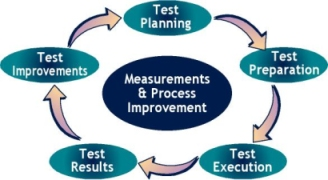 Test
Planning
Test
Preparation
Test
Execution
Test
Results
Test
Improvements
Measurements
& Process
Improvement